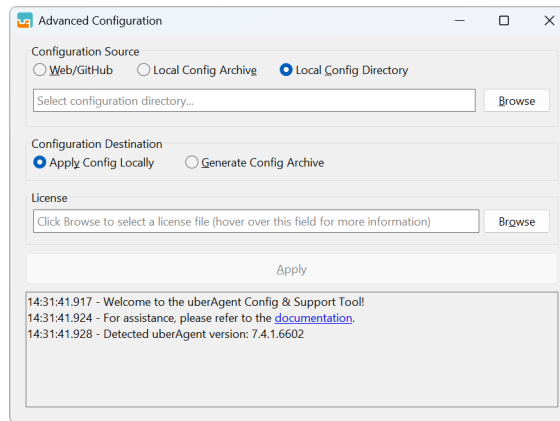 Advanced Configuration
Configuration Source
Web/GitHub
Local Config Archive
Local Config Directory
Select configuration directory...
Browse
Configuration Destination
Apply Config Locally
Generate Config Archive
License
Click Browse to select a license file (hover over this field for more information)
Browse
Apply
14:31:41.917 - Welcome to the uberAgent Config & Support Tool!
14:31:41.924 - For assistance, please refer to the documentation.
14:31:41.928 - Detected uberAgent version: 7.4.1.6602